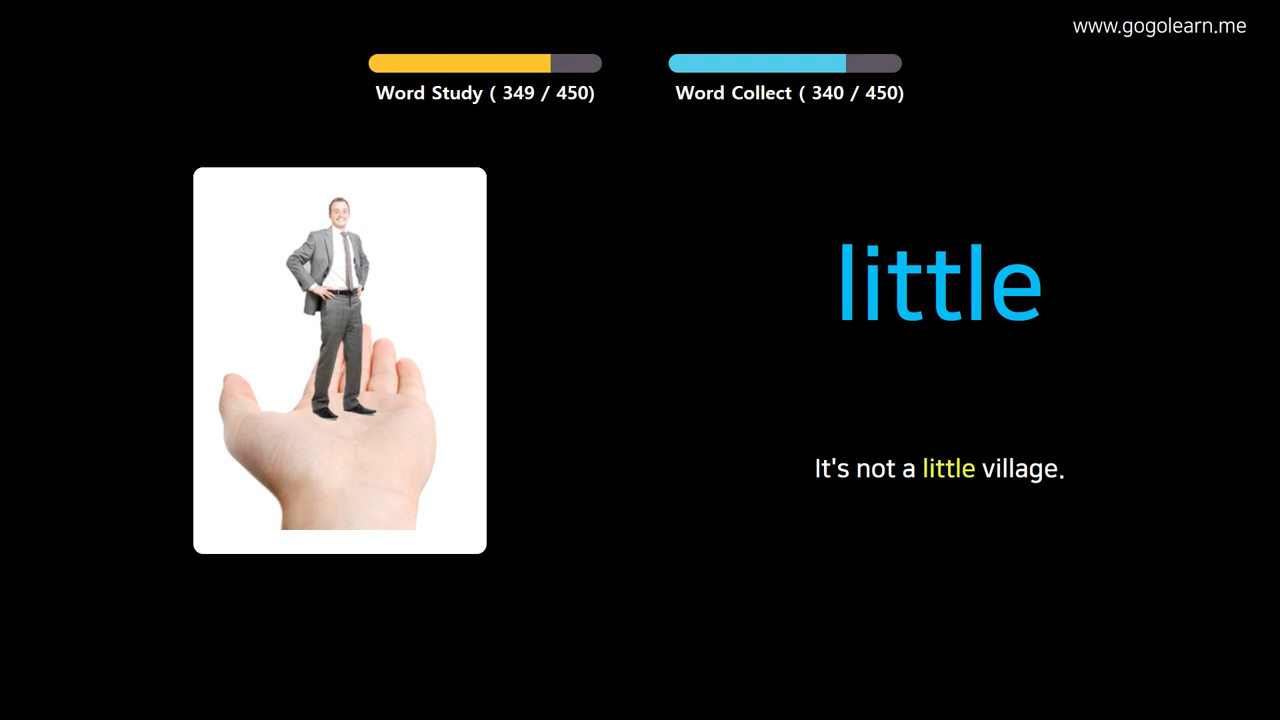 www.gogolearn.me
Word Study ( 349 / 450)
Word Collect ( 340 / 450)
little
It's not a little village.